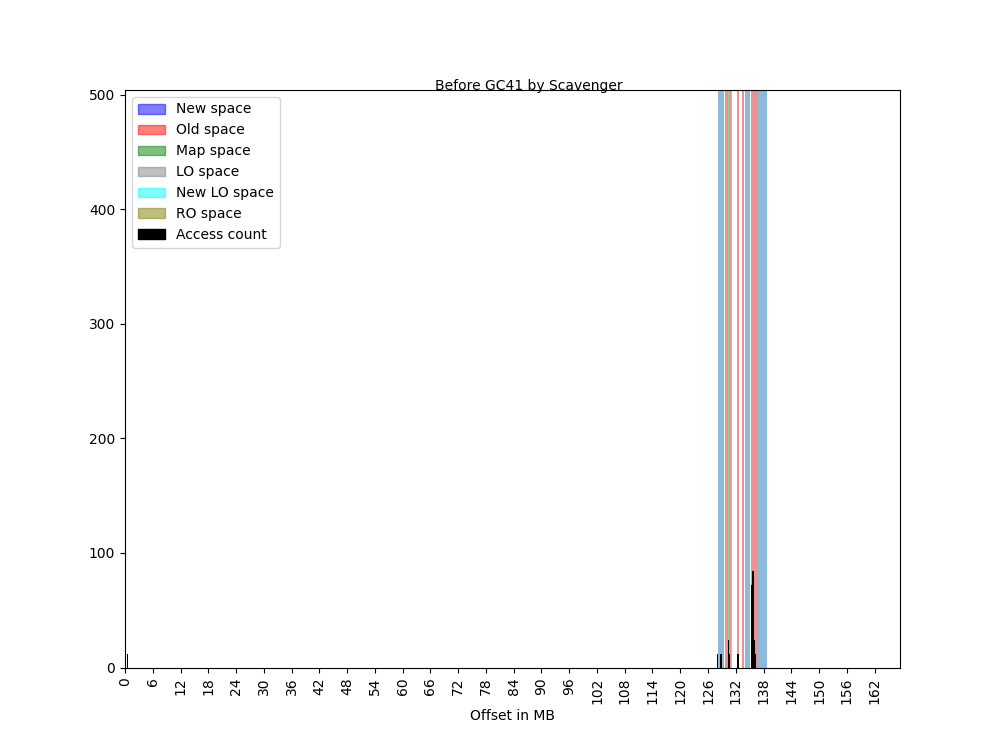 Before GC41 by Scavenger
500
400
300
200
100
0
New space
Old space
Map space
LO space
New LO space
RO space
Access count
0 6 12 18 24 30 36 42 48 54 60 66 72 78 84 90 96 102 108 114 120 126 132 138 144 150 156 162
Offset in MB